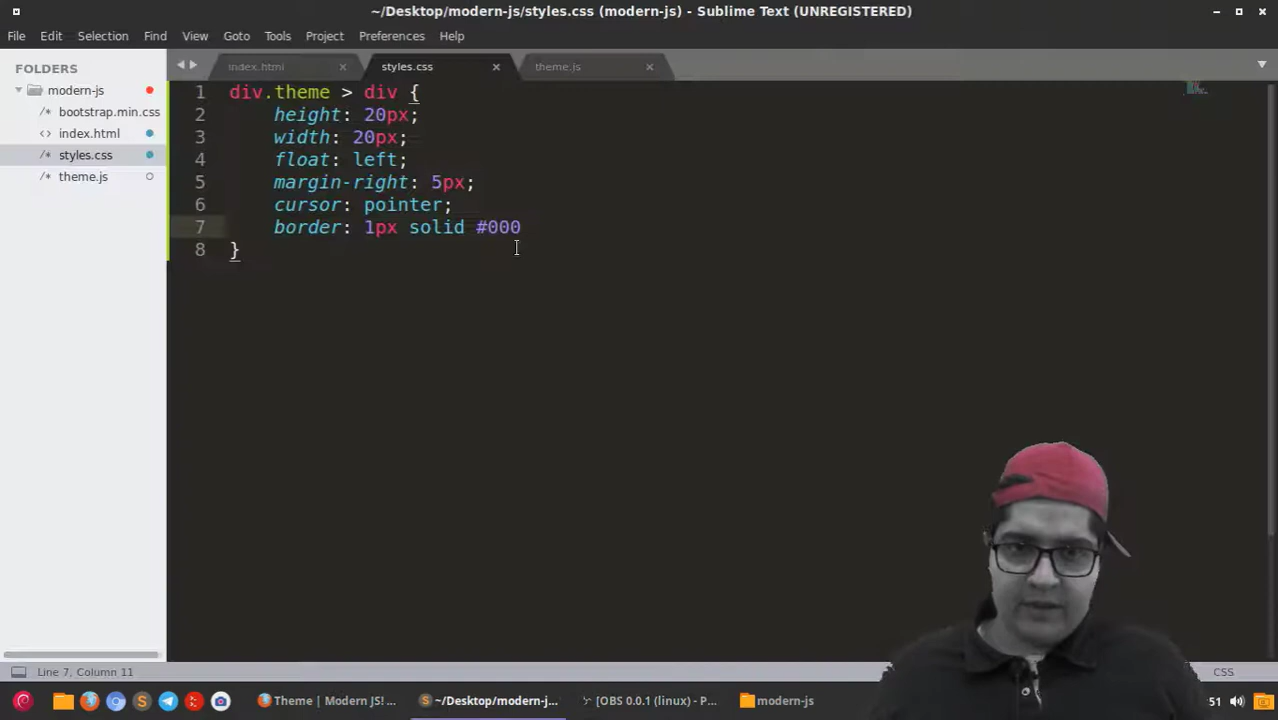 ~/Desktop/modern-js/styles.css (modern-js) - Sublime Text (UNREGISTERED)
File Edit Selection Find View Goto Tools Project Preferences Help
FOLDERS
modern-js
bootstrap.min.css
<> index.html
/* styles.css
/* theme.js
index.html
styles.css
theme.js
1 div.theme > div {
2 height: 20px;
3 width: 20px;
4 float: left;
5 margin-right: 5px;
6 cursor: pointer;
7 border: 1px solid #000
8 }
Line 7, Column 11
CSS
Theme | Modern JS!...
~/Desktop/modern-j...
[OBS 0.0.1 (linux) - P...
modern-js
51